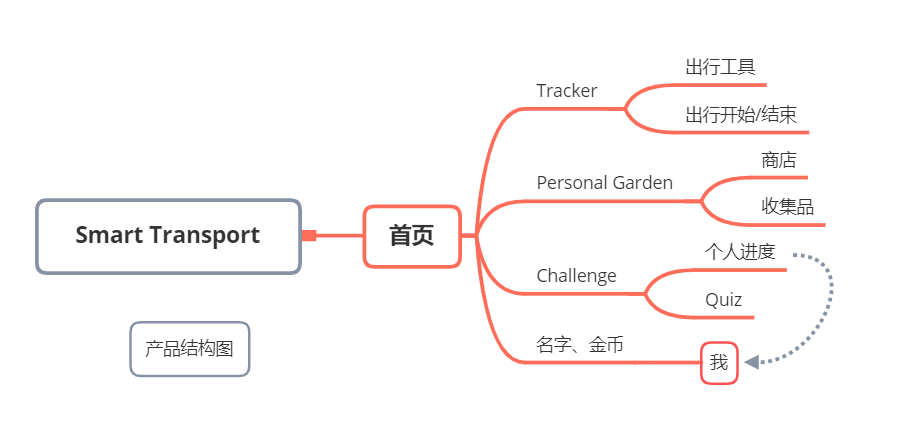 Smart Transport
首页
Tracker
出行工具
出行开始/结束
Personal Garden
商店
收集品
Challenge
个人进度
Quiz
名字、金币
我
产品结构图